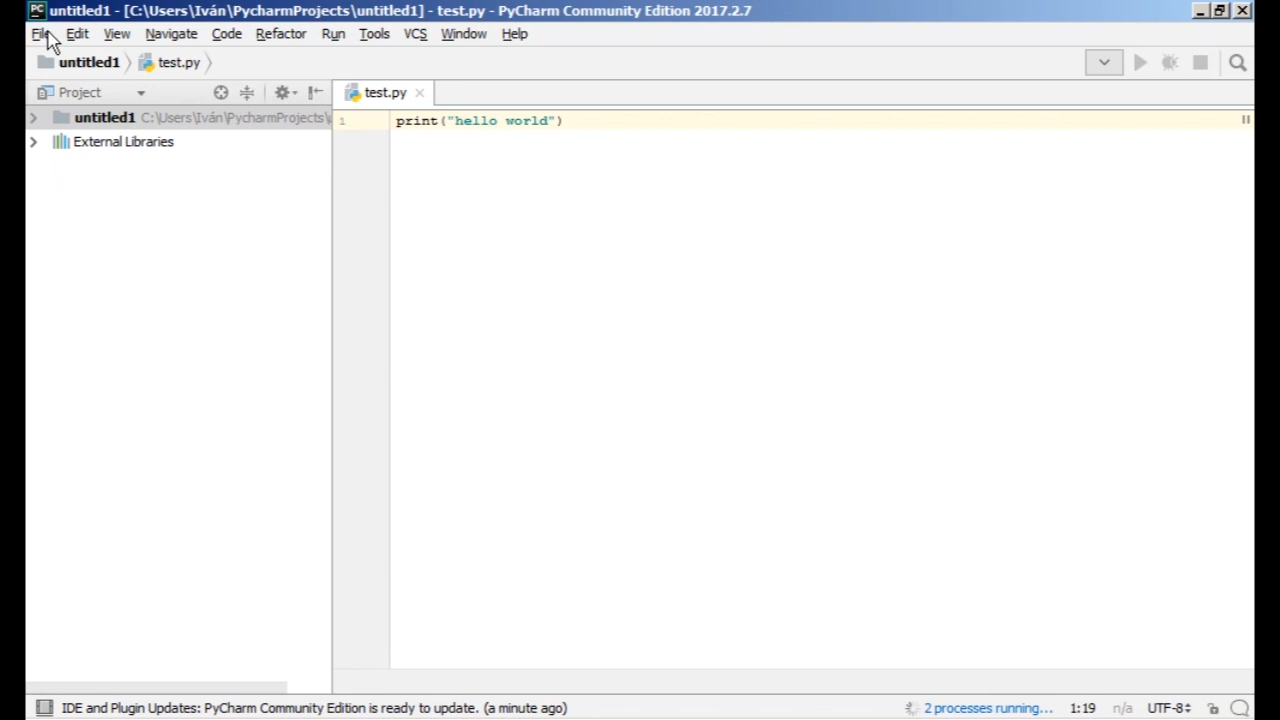 untitled1 - [C:\Users\Iván\PycharmProjects\untitled1] - test.py - PyCharm Community Edition 2017.2.7
File Edit View Navigate Code Refactor Run Tools VCS Window Help
untitled1 test.py
Project test.py
untitled1 C:\Users\Iván\PycharmProjects\
1 print("hello world")
External Libraries
IDE and Plugin Updates: PyCharm Community Edition is ready to update. (a minute ago) 2 processes running... 1:19 n/a UTF-8